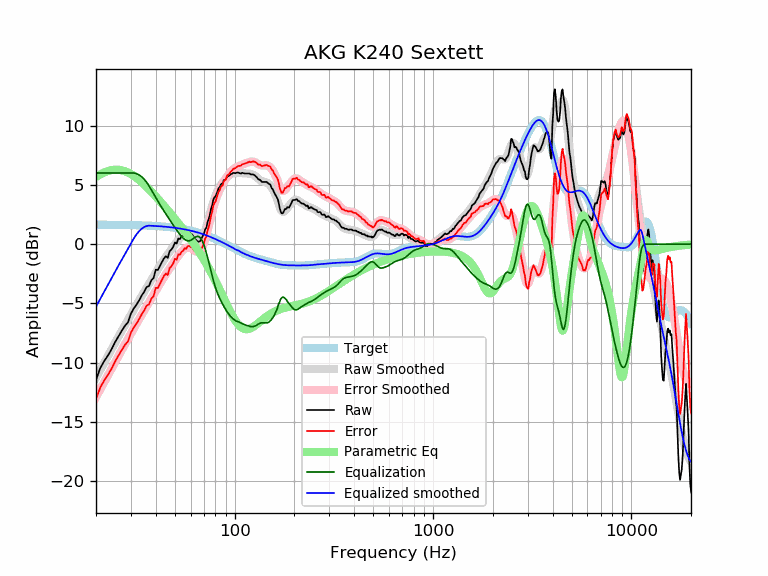 AKG K240 Sextett
Amplitude (dBr)
10
5
0
−5
−10
−15
−20
Target
Raw Smoothed
Error Smoothed
Raw
Error
Parametric Eq
Equalization
Equalized smoothed
100
1000
10000
Frequency (Hz)